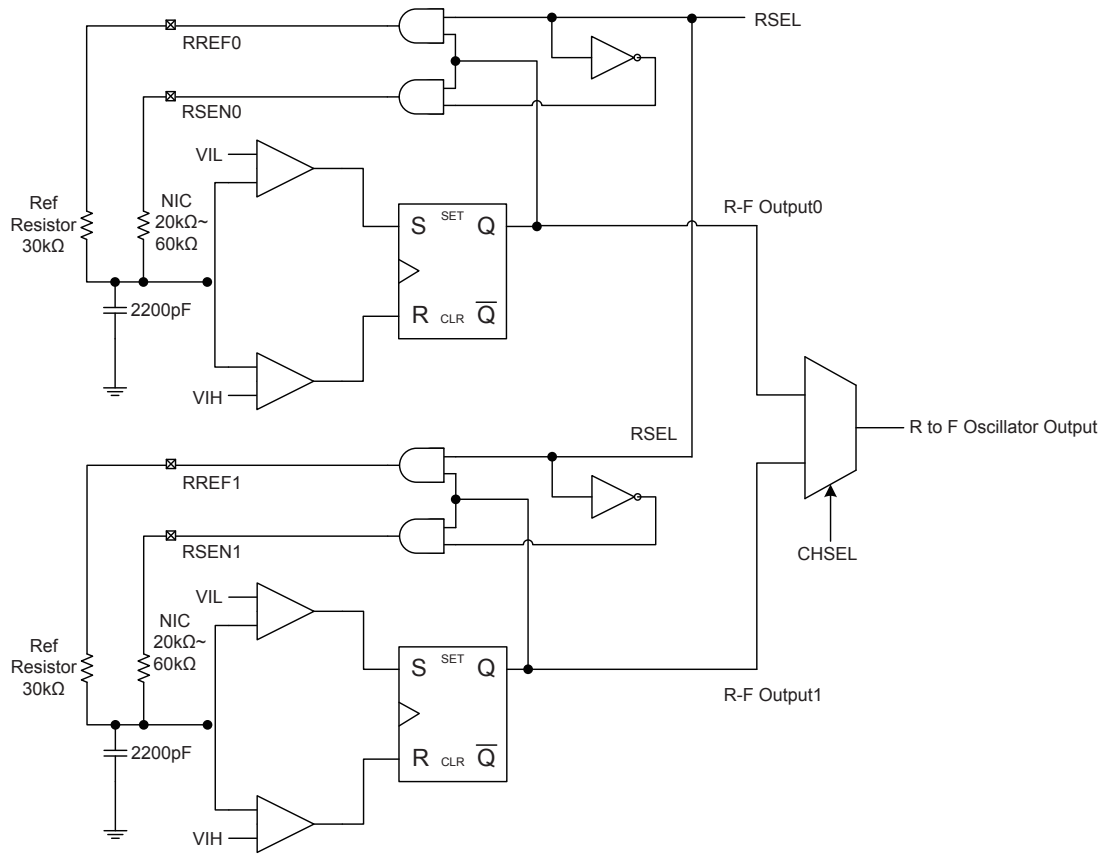 RSEL
RREF0
RSEN0
VIL
Ref
Resistor
30kΩ
NIC
20kΩ~
60kΩ
S SET Q
R-F Output0
2200pF
R CLR Q̅
VIH
R to F Oscillator Output
RSEL
RREF1
RSEN1
CHSEL
VIL
Ref
Resistor
30kΩ
NIC
20kΩ~
60kΩ
S SET Q
R-F Output1
2200pF
R CLR Q̅
VIH